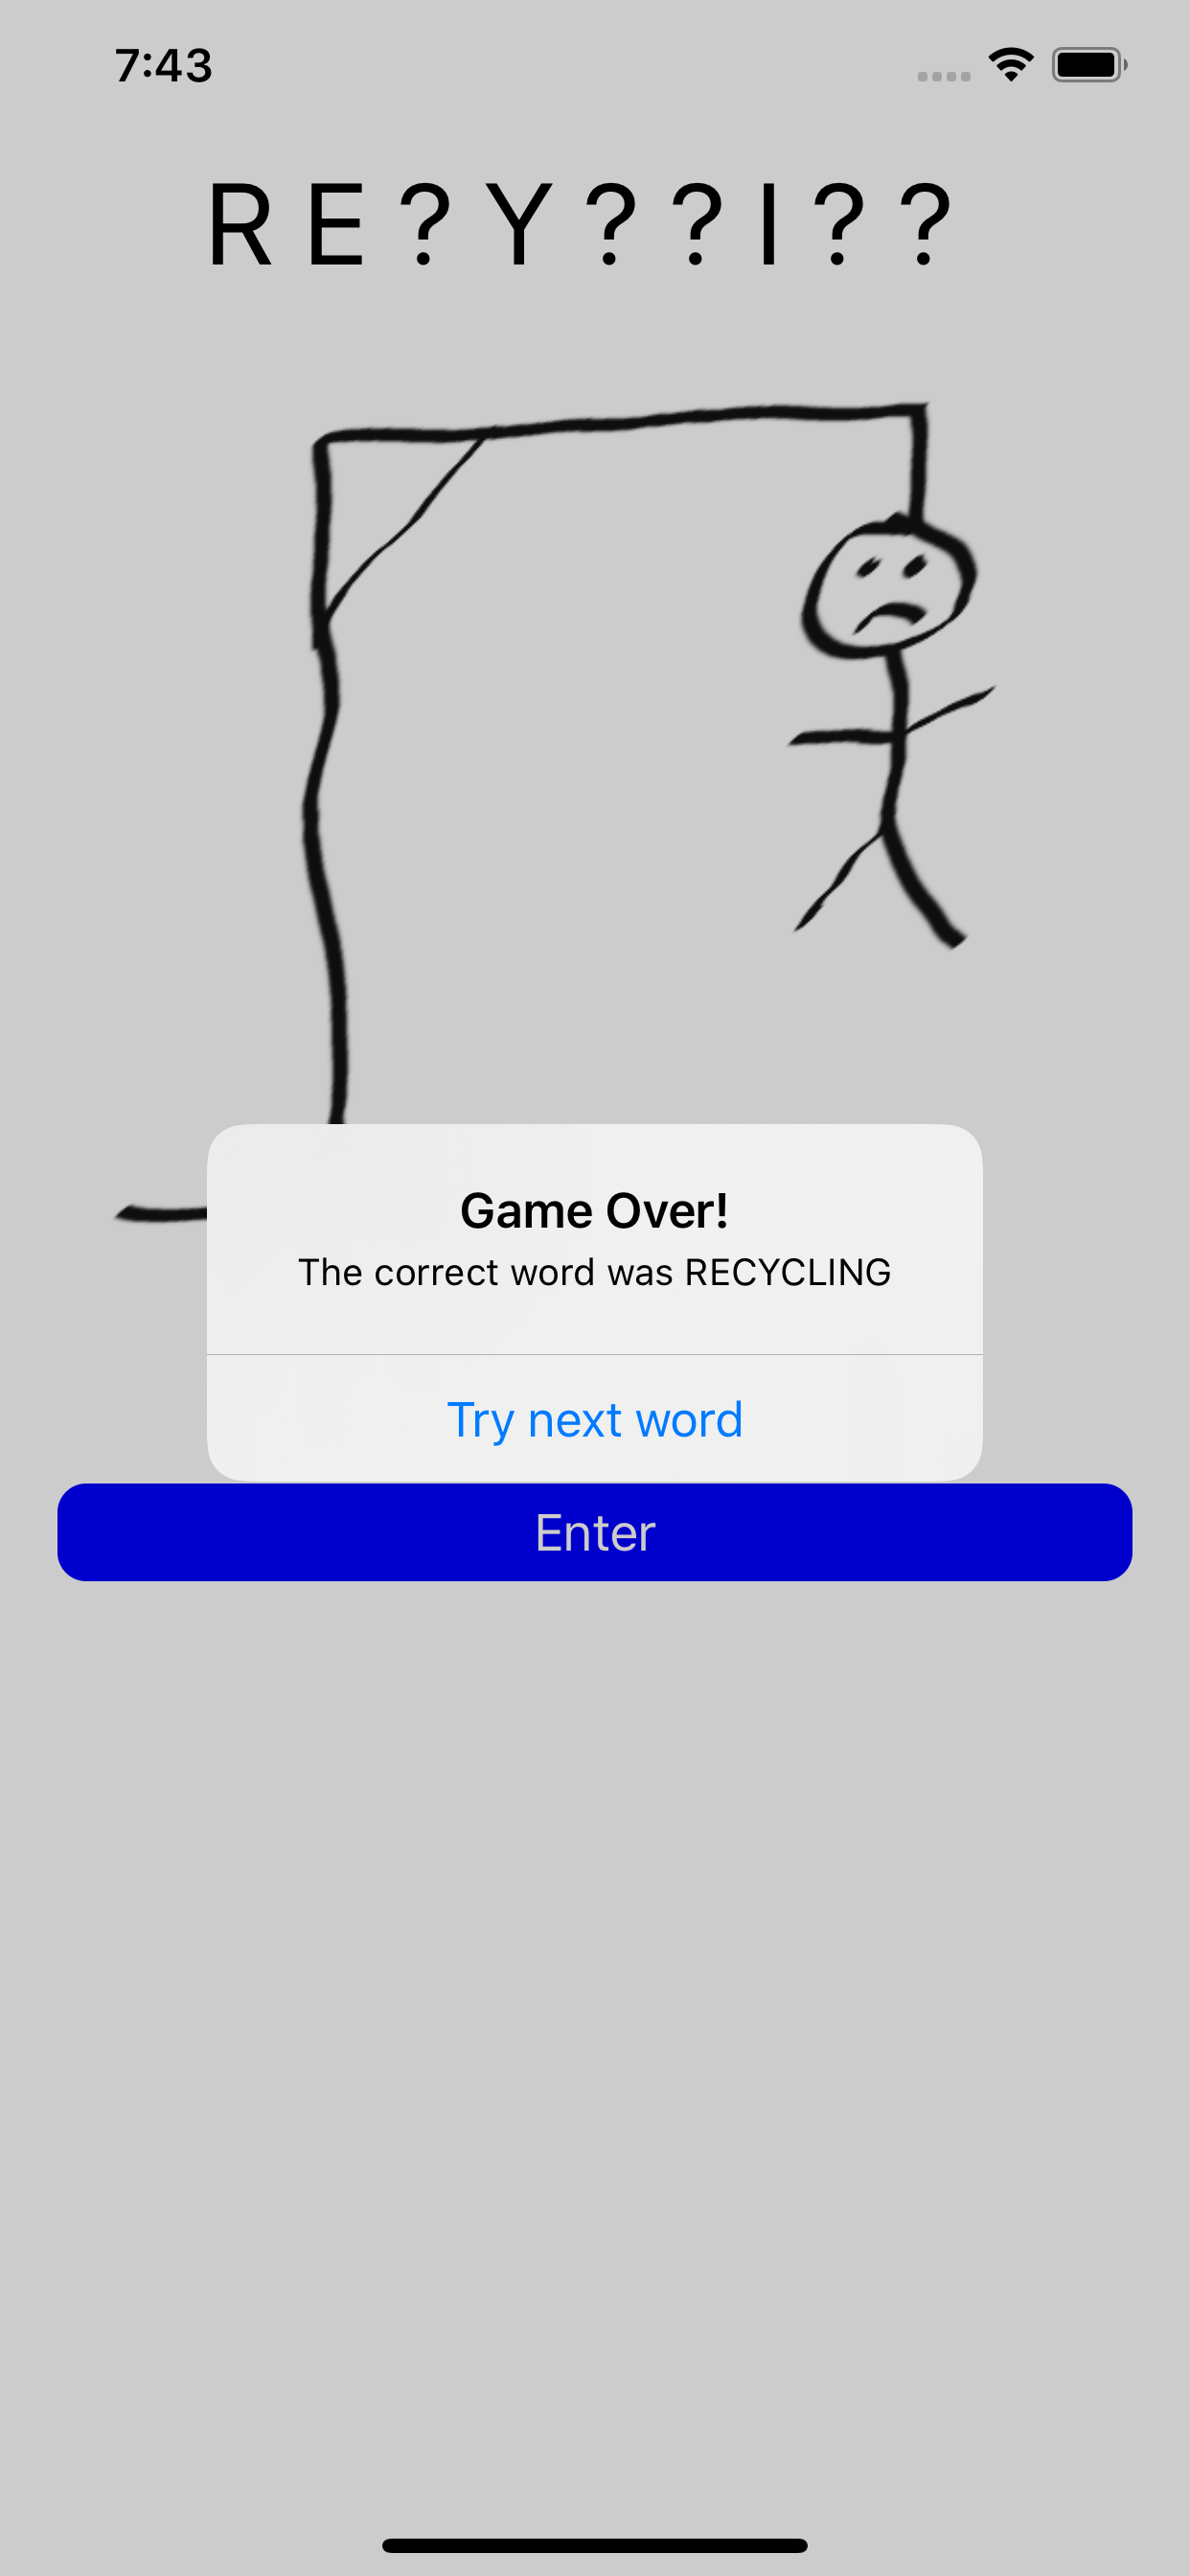 7:43
R E ? Y ? ? I ? ?
Game Over!
The correct word was RECYCLING
Try next word
Enter